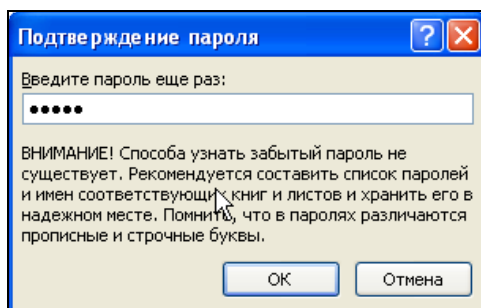 Подтверждение пароля
Введите пароль еще раз:
•••••
ВНИМАНИЕ! Способа узнать забытый пароль не
существует. Рекомендуется составить список паролей
и имен соответствующих книг и листов и хранить его в
надежном месте. Помните, что в паролях различаются
прописные и строчные буквы.
ОК
Отмена